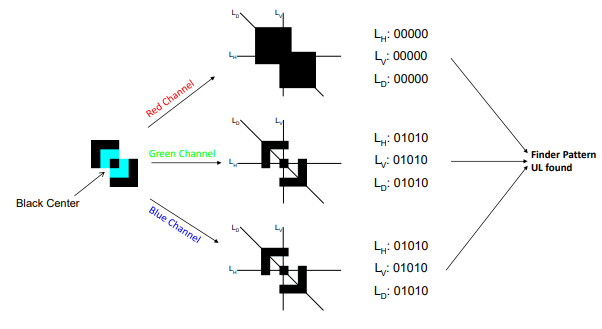 L_D L_V
L_H
L_H: 00000
L_V: 00000
L_D: 00000
Red Channel
L_D L_V
L_H
L_H: 01010
L_V: 01010
L_D: 01010
Green Channel
Finder Pattern
UL found
Black Center
Blue Channel
L_D L_V
L_H
L_H: 01010
L_V: 01010
L_D: 01010